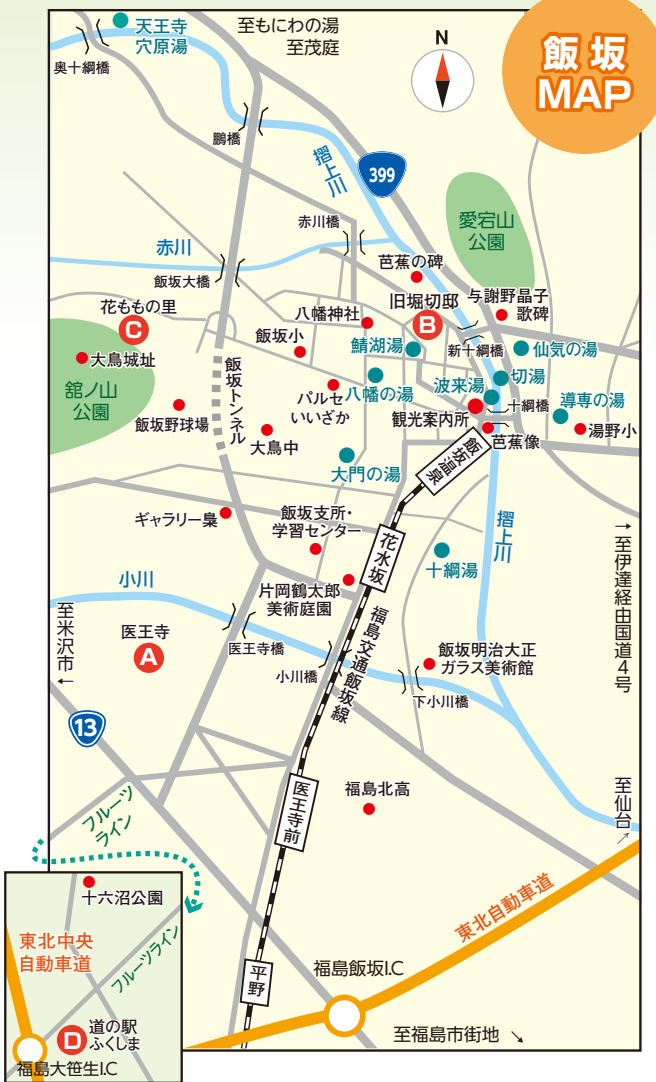 飯坂
MAP
天王寺
穴原湯
至もにわの湯
至茂庭
N
奥十綱橋
鵬橋
摺上川
399
愛宕山
公園
赤川橋
赤川
飯坂大橋
芭蕉の碑
花ももの里
C
八幡神社
旧堀切邸
B
与謝野晶子
歌碑
飯坂小
鯖湖湯
新十綱橋
仙気の湯
大鳥城址
舘ノ山
公園
飯坂トンネル
パルセ
いいざか
八幡の湯
波来湯
切湯
十綱橋
導専の湯
飯坂野球場
大鳥中
観光案内所
芭蕉像
湯野小
大門の湯
飯坂温泉
ギャラリー梟
飯坂支所・
学習センター
花水坂
摺上川
十綱湯
→至伊達経由国道4号
小川
片岡鶴太郎
美術庭園
至米沢市←
医王寺
A
医王寺橋
小川橋
福島交通飯坂線
飯坂明治大正
ガラス美術館
下小川橋
13
医王寺前
福島北高
至仙台→
フルーツ
ライン
十六沼公園
東北中央
自動車道
フルーツライン
東北自動車道
平野
福島飯坂I.C
D
道の駅
ふくしま
福島大笹生I.C
至福島市街地 ↘